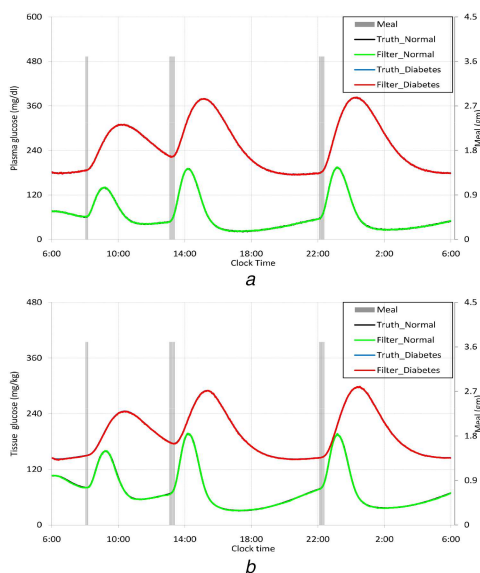 600
480
360
240
120
0
Plasma glucose (mg/dl)
4.5
3.6
2.7
1.8
0.9
0
Meal (gm)
Meal
Truth_Normal
Filter_Normal
Truth_Diabetes
Filter_Diabetes
6:00 10:00 14:00 18:00 22:00 2:00 6:00
Clock Time
a
480
360
240
120
0
Tissue glucose (mg/kg)
4.5
3.6
2.7
1.8
0.9
0
Meal (gm)
Meal
Truth_Normal
Filter_Normal
Truth_Diabetes
Filter_Diabetes
6:00 10:00 14:00 18:00 22:00 2:00 6:00
Clock time
b